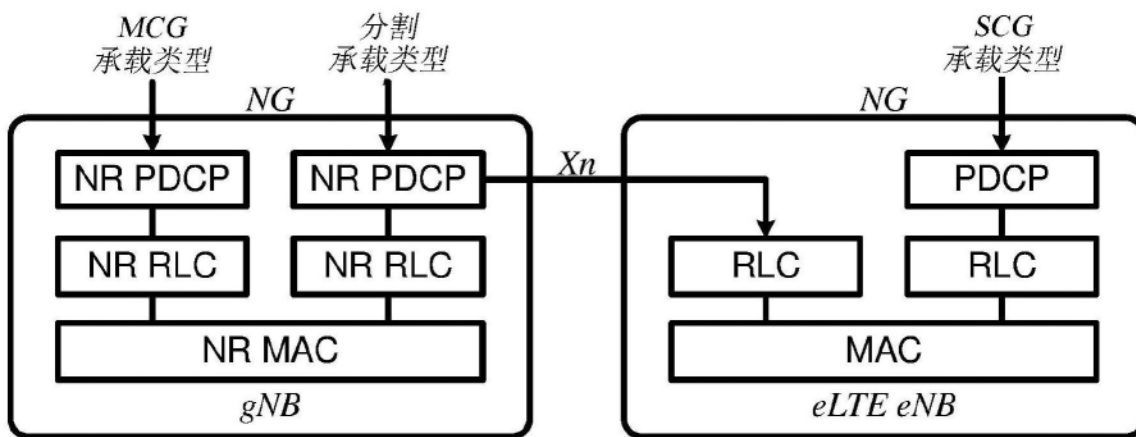 MCG
承载类型
分割
承载类型
SCG
承载类型
NG
NG
NR PDCP
NR PDCP
Xn
PDCP
NR RLC
NR RLC
RLC
RLC
NR MAC
MAC
gNB
eLTE eNB